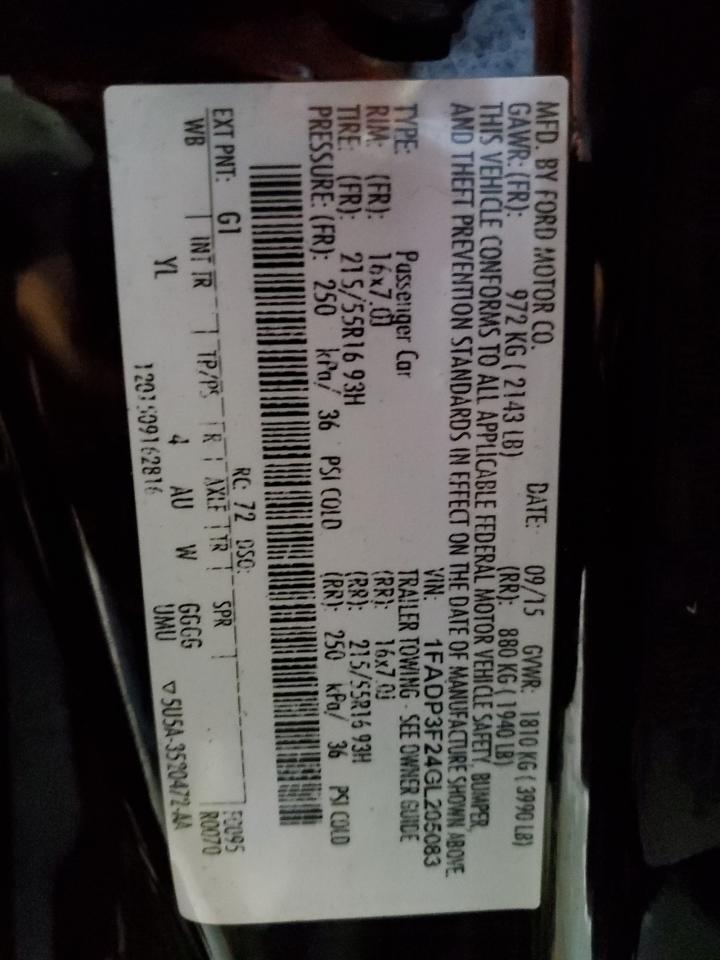 MFD. BY FORD MOTOR CO.
DATE: 09/15 GVWR: 1810 KG ( 3990 LB)
GAWR: (FR): 972 KG ( 2143 LB) (RR): 880 KG ( 1940 LB)
THIS VEHICLE CONFORMS TO ALL APPLICABLE FEDERAL MOTOR VEHICLE SAFETY, BUMPER,
AND THEFT PREVENTION STANDARDS IN EFFECT ON THE DATE OF MANUFACTURE SHOWN ABOVE.
VIN: 1FADP3F24GL205083
TYPE: Passenger Car TRAILER TOWING - SEE OWNER GUIDE
RIM: (FR): 16x7.0J (RR): 16x7.0J
TIRE: (FR): 215/55R16 93H (RR): 215/55R16 93H
PRESSURE: (FR): 250 kPa/ 36 PSI COLD (RR): 250 kPa/ 36 PSI COLD
EXT PNT: G1 RC: 72 DSO:
WB INT TR TP/PS R AXLE TR SPR R0070
YL 4 AU W GGGG
UMU
1201509162816 ▽5U5A-3520472-AA